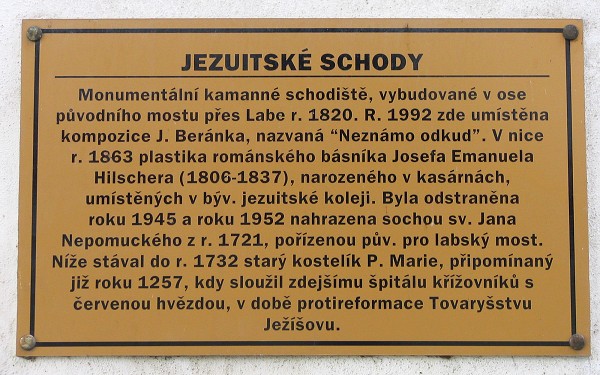 JEZUITSKÉ SCHODY
Monumentální kamanné schodiště, vybudované v ose
původního mostu přes Labe r. 1820. R. 1992 zde umístěna
kompozice J. Beránka, nazvaná “Neznámo odkud”. V nice
r. 1863 plastika románského básníka Josefa Emanuela
Hilschera (1806-1837), narozeného v kasárnách,
umístěných v býv. jezuitské koleji. Byla odstraněna
roku 1945 a roku 1952 nahrazena sochou sv. Jana
Nepomuckého z r. 1721, pořízenou pův. pro labský most.
Níže stával do r. 1732 starý kostelík P. Marie, připomínaný
již roku 1257, kdy sloužil zdejšímu špitálu křížovníků s
červenou hvězdou, v době protireformace Tovaryšstvu
Ježíšovu.